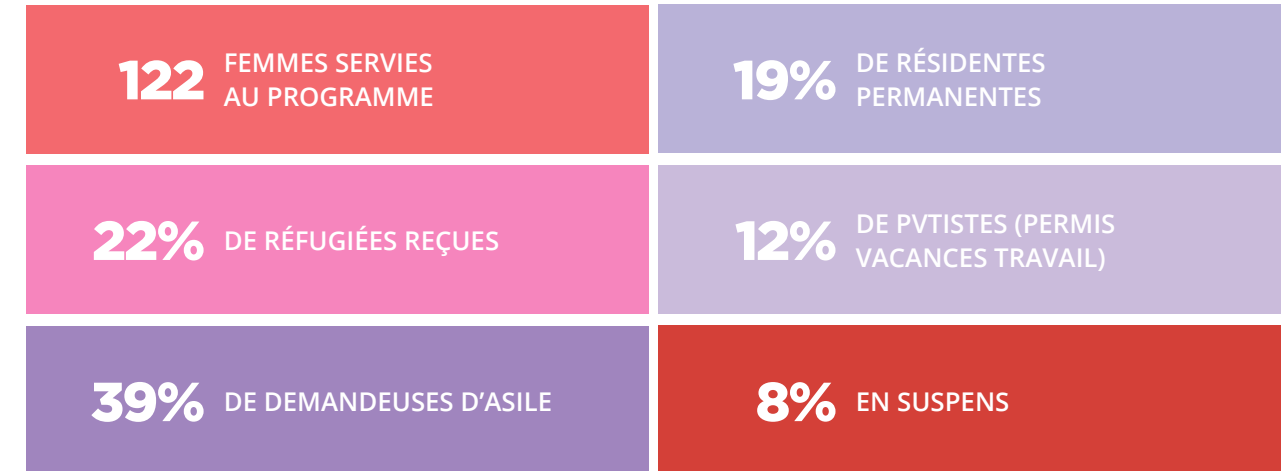 122 FEMMES SERVIES
AU PROGRAMME
19% DE RÉSIDENTES
PERMANENTES
22% DE RÉFUGIÉES REÇUES
12% DE PVTISTES (PERMIS
VACANCES TRAVAIL)
39% DE DEMANDEUSES D’ASILE
8% EN SUSPENS